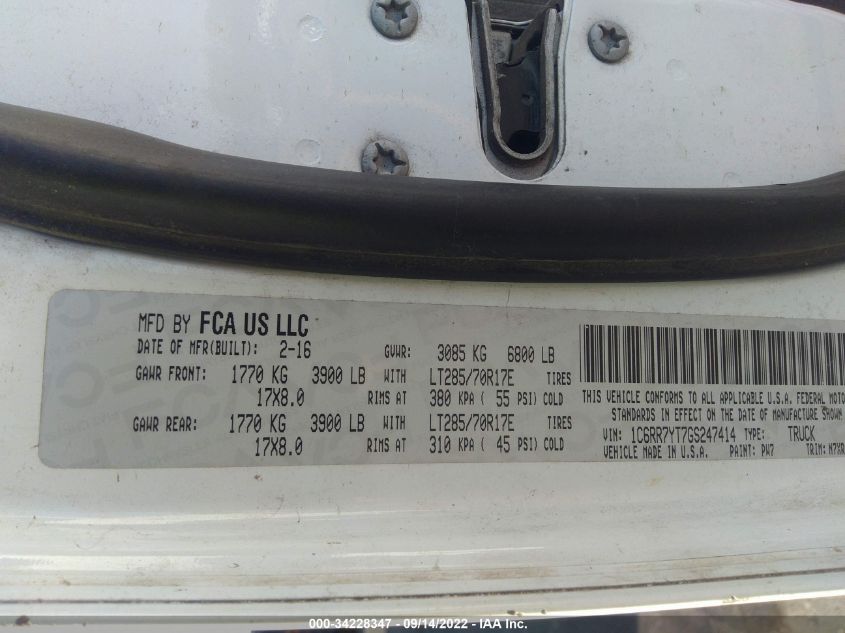 MFD BY FCA US LLC
DATE OF MFR(BUILT): 2-16 GVWR: 3085 KG 6800 LB
GAWR FRONT: 1770 KG 3900 LB WITH LT285/70R17E TIRES
17X8.0 RIMS AT 380 KPA ( 55 PSI) COLD
GAWR REAR: 1770 KG 3900 LB WITH LT285/70R17E TIRES
17X8.0 RIMS AT 310 KPA ( 45 PSI) COLD
THIS VEHICLE CONFORMS TO ALL APPLICABLE U.S.A. FEDERAL MOTO
STANDARDS IN EFFECT ON THE DATE OF MANUFACTURE SHOW
VIN: 1C6RR7YT7GS247414 TYPE: TRUCK
VEHICLE MADE IN U.S.A. PAINT: PW7 TRIM:
000-34228347 - 09/14/2022 - IAA Inc.